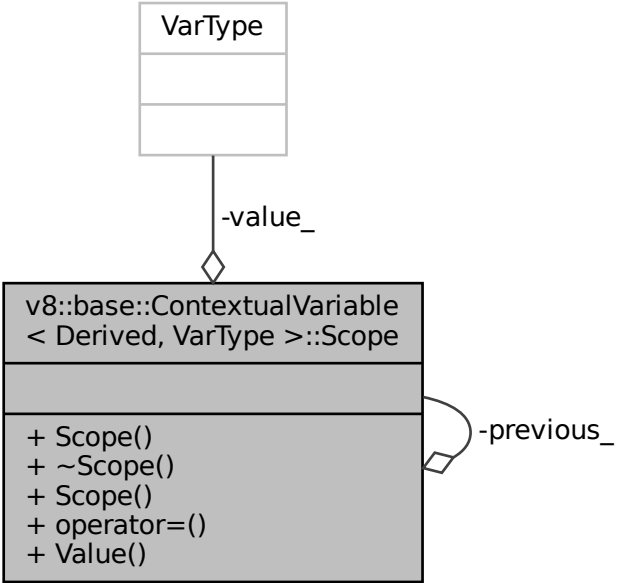 VarType
-value_
v8::base::ContextualVariable
< Derived, VarType >::Scope
-previous_
+ Scope()
+ ~Scope()
+ Scope()
+ operator=()
+ Value()